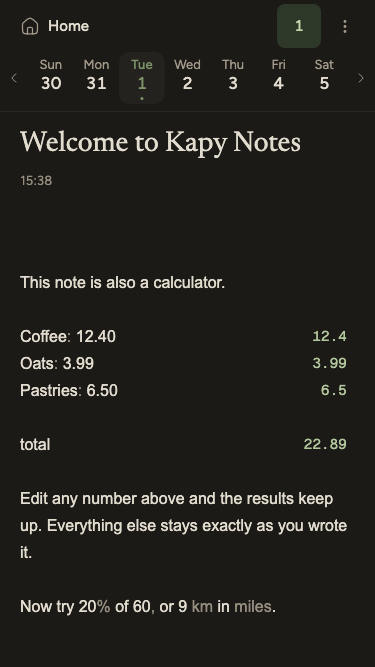 Home
1
Sun Mon Tue Wed Thu Fri Sat
30 31 1 2 3 4 5
Welcome to Kapy Notes
15:38
This note is also a calculator.
Coffee: 12.40 12.4
Oats: 3.99 3.99
Pastries: 6.50 6.5
total 22.89
Edit any number above and the results keep
up. Everything else stays exactly as you wrote
it.
Now try 20% of 60, or 9 km in miles.